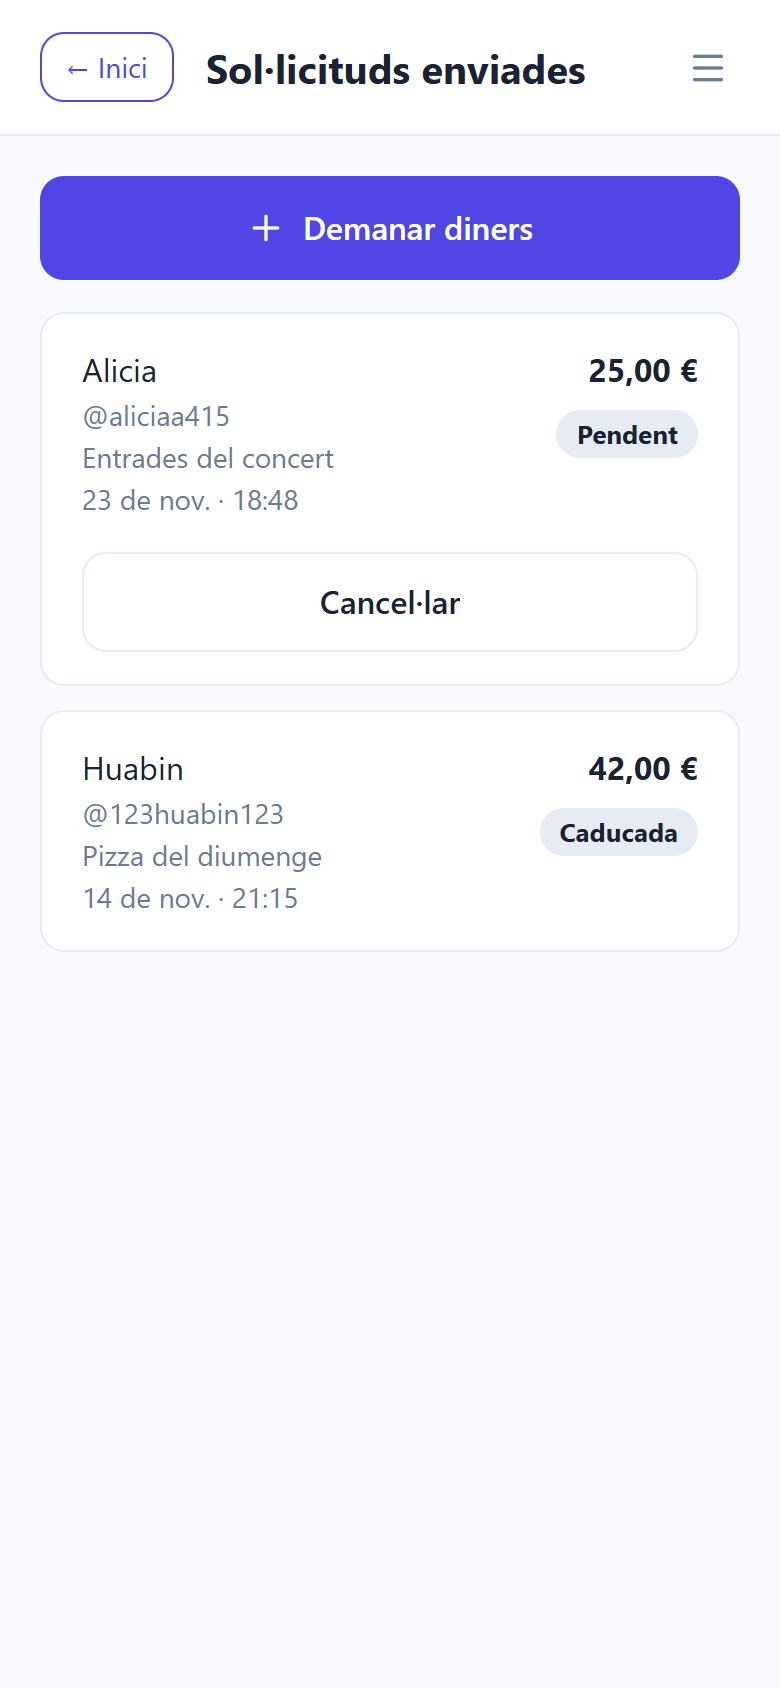 ← Inici
Sol·licituds enviades
Demanar diners
Alicia
25,00 €
@aliciaa415
Pendent
Entrades del concert
23 de nov. · 18:48
Cancel·lar
Huabin
42,00 €
@123huabin123
Caducada
Pizza del diumenge
14 de nov. · 21:15